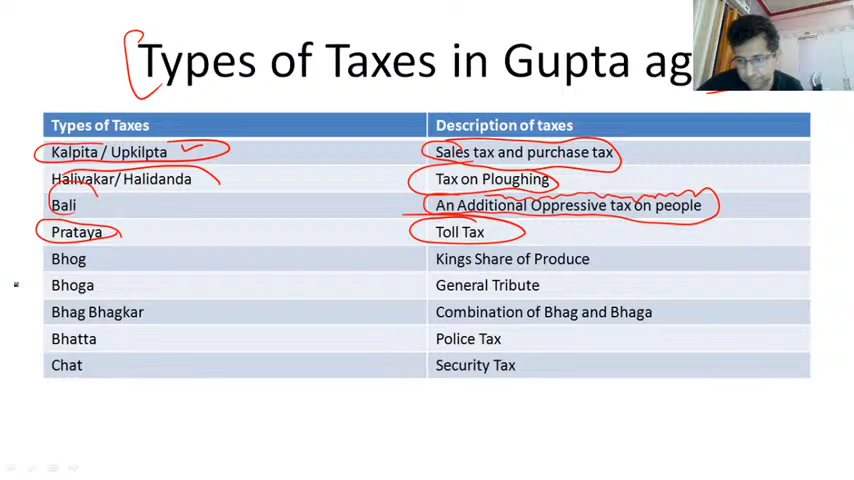 Types of Taxes in Gupta ag
Types of Taxes Description of taxes
Kalpita / Upkilpta Sales tax and purchase tax
Halivakar/ Halidanda Tax on Ploughing
Bali An Additional Oppressive tax on people
Prataya Toll Tax
Bhog Kings Share of Produce
Bhoga General Tribute
Bhag Bhagkar Combination of Bhag and Bhaga
Bhatta Police Tax
Chat Security Tax